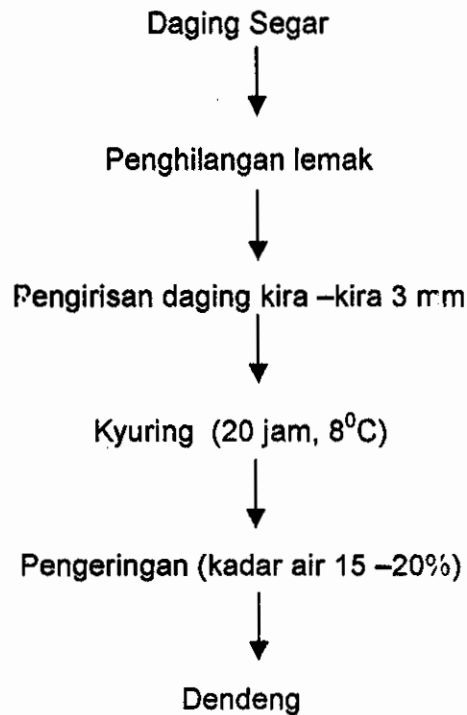 Daging Segar
Penghilangan lemak
Pengirisan daging kira –kira 3 mm
Kyuring (20 jam, 8⁰C)
Pengeringan (kadar air 15 –20%)
Dendeng